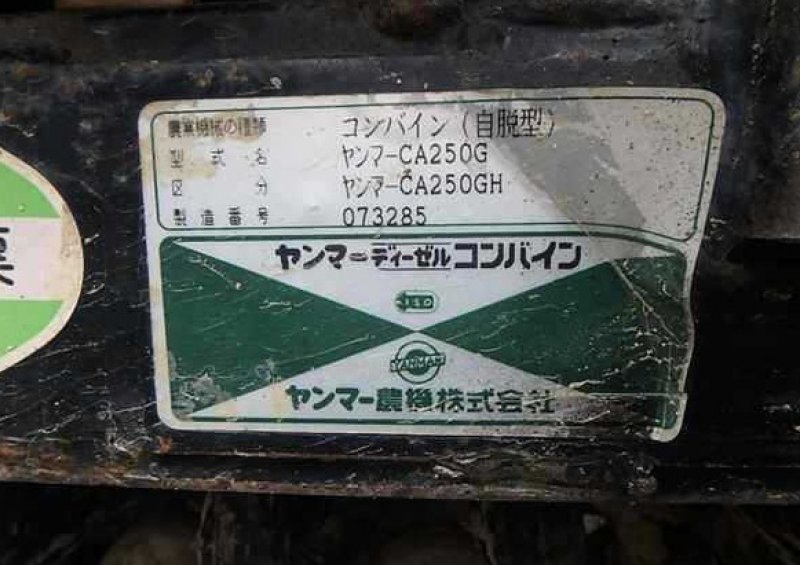 農業機械の種類 コンバイン(自脱型)
型式名 ヤンマーCA250G
区分 ヤンマーCA250GH
製造番号 073285
ヤンマーディーゼルコンバイン
ISO
YANMAR
ヤンマー農機株式会社